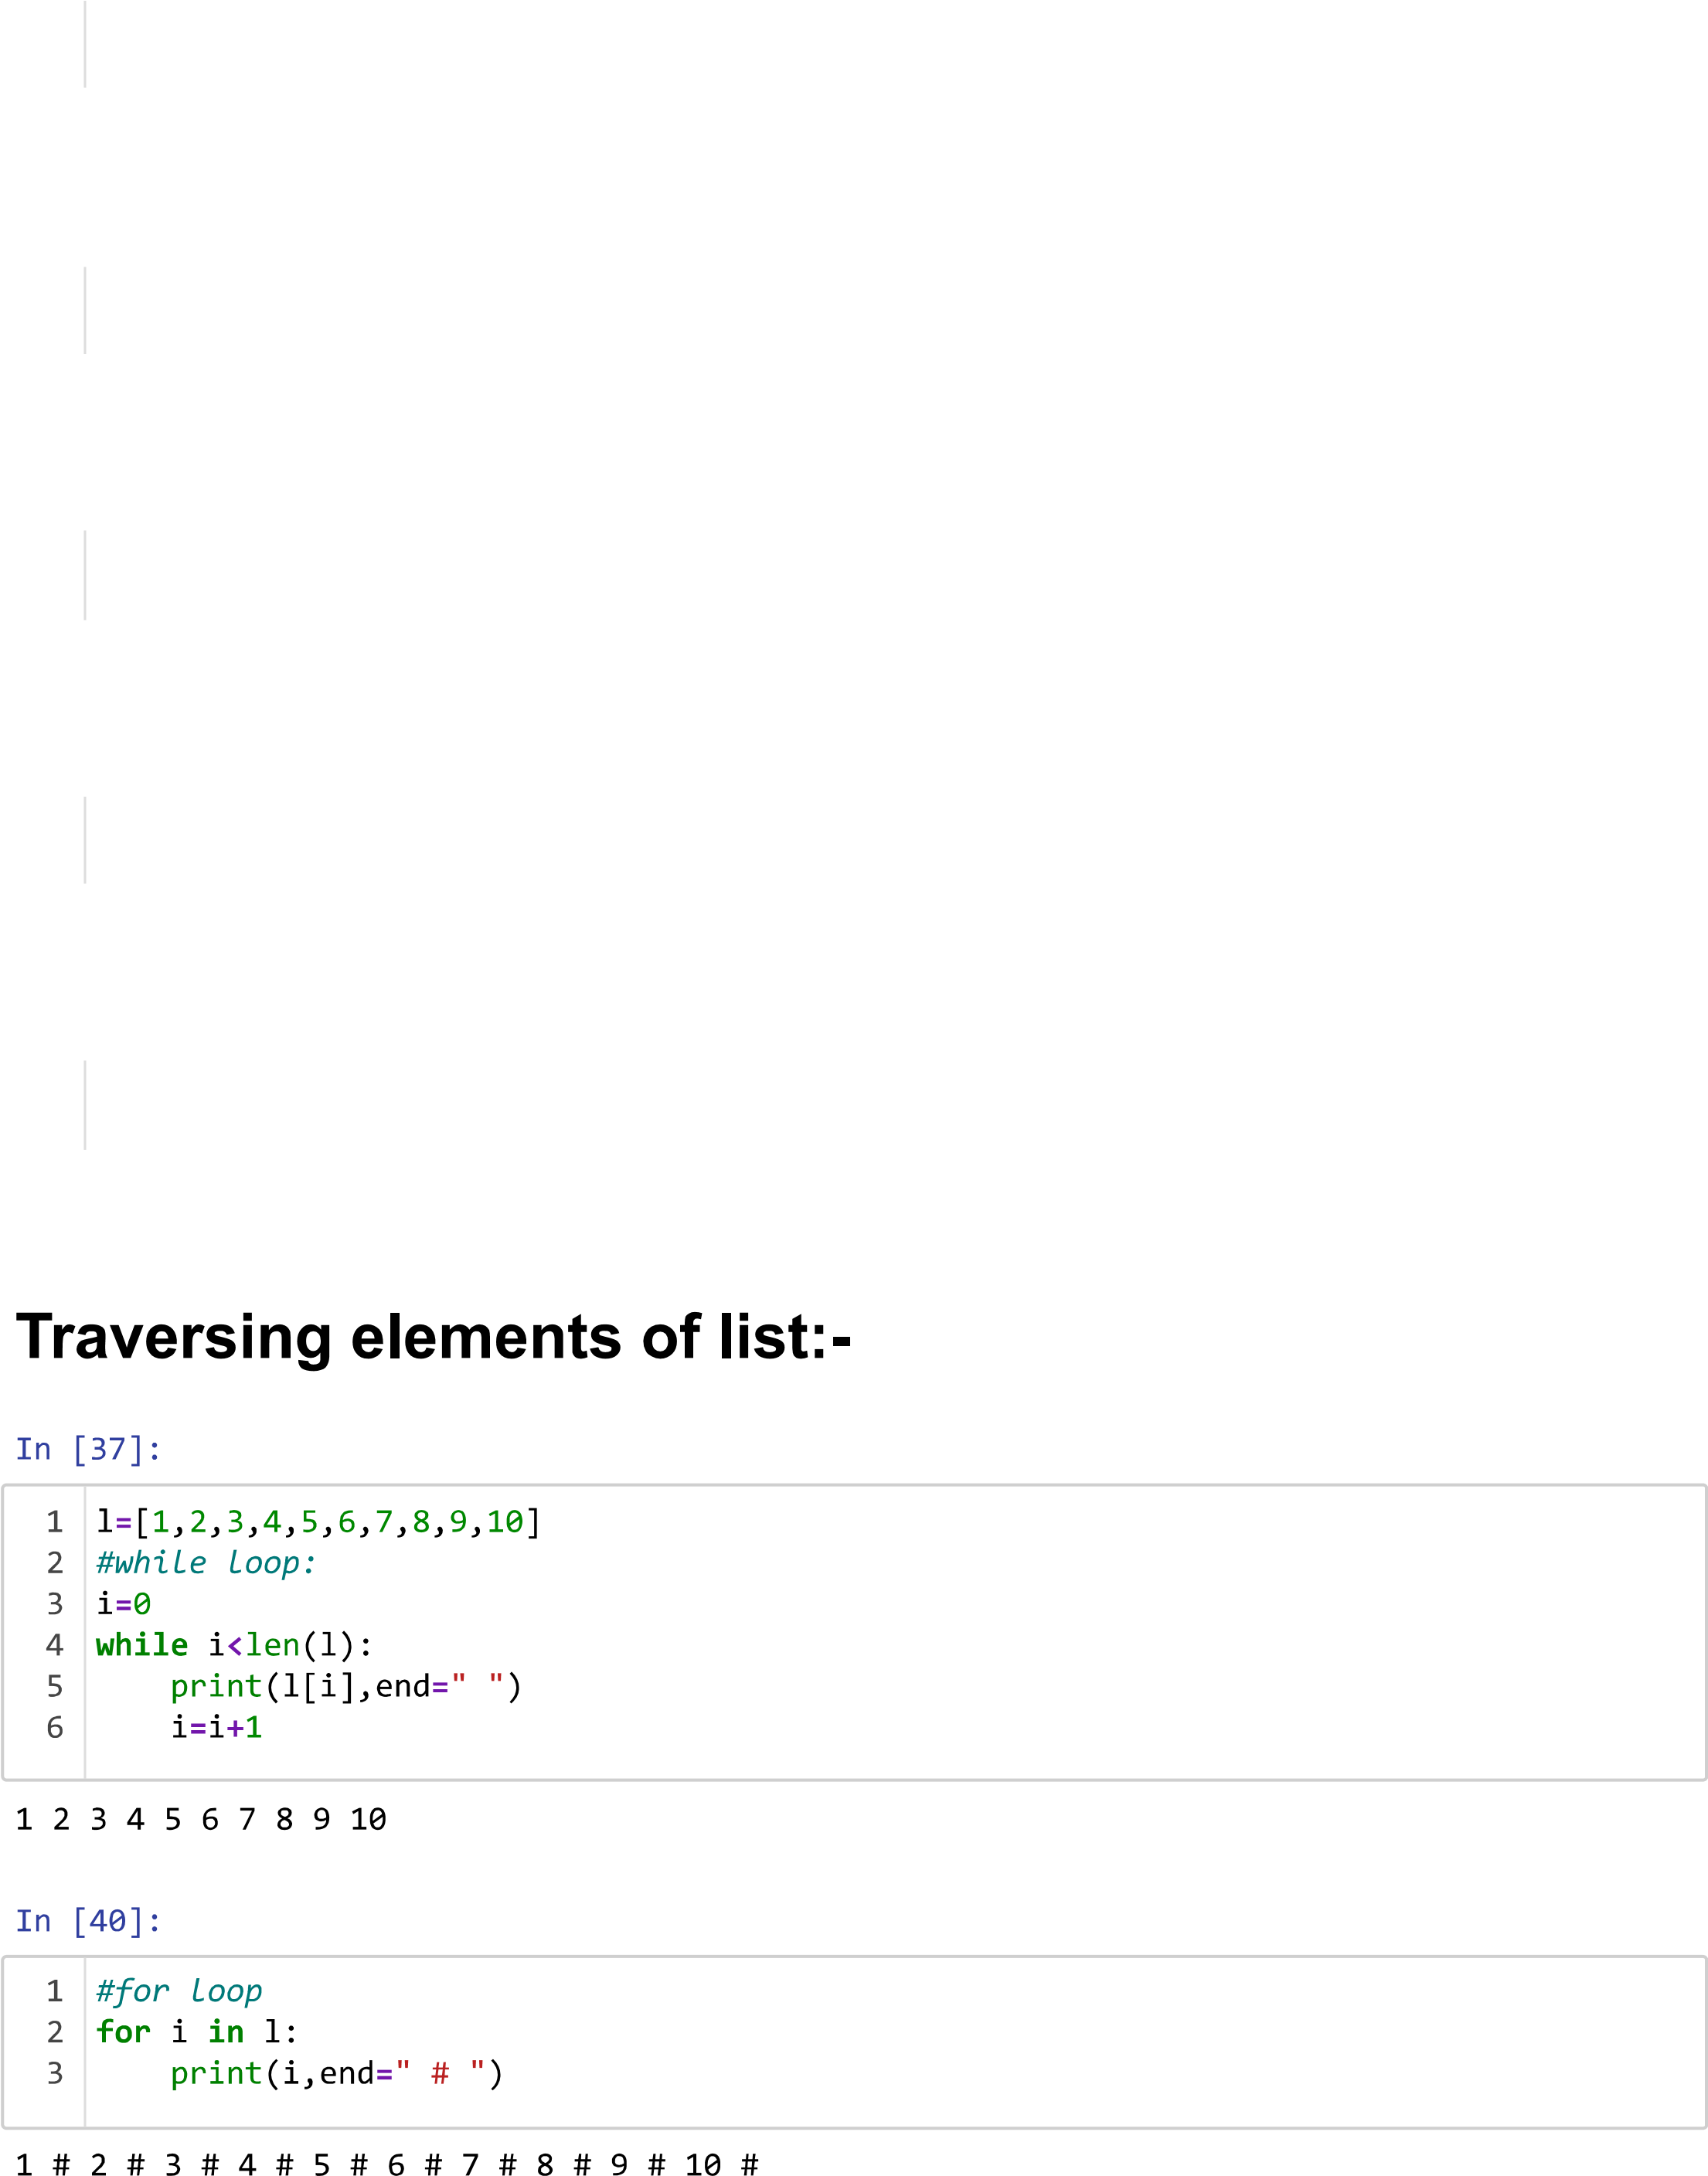 Traversing elements of list:-
In [37]:
1 l=[1,2,3,4,5,6,7,8,9,10]
2 #while loop:
3 i=0
4 while i<len(l):
5     print(l[i],end=" ")
6     i=i+1
1 2 3 4 5 6 7 8 9 10
In [40]:
1 #for loop
2 for i in l:
3     print(i,end=" # ")
1 # 2 # 3 # 4 # 5 # 6 # 7 # 8 # 9 # 10 #